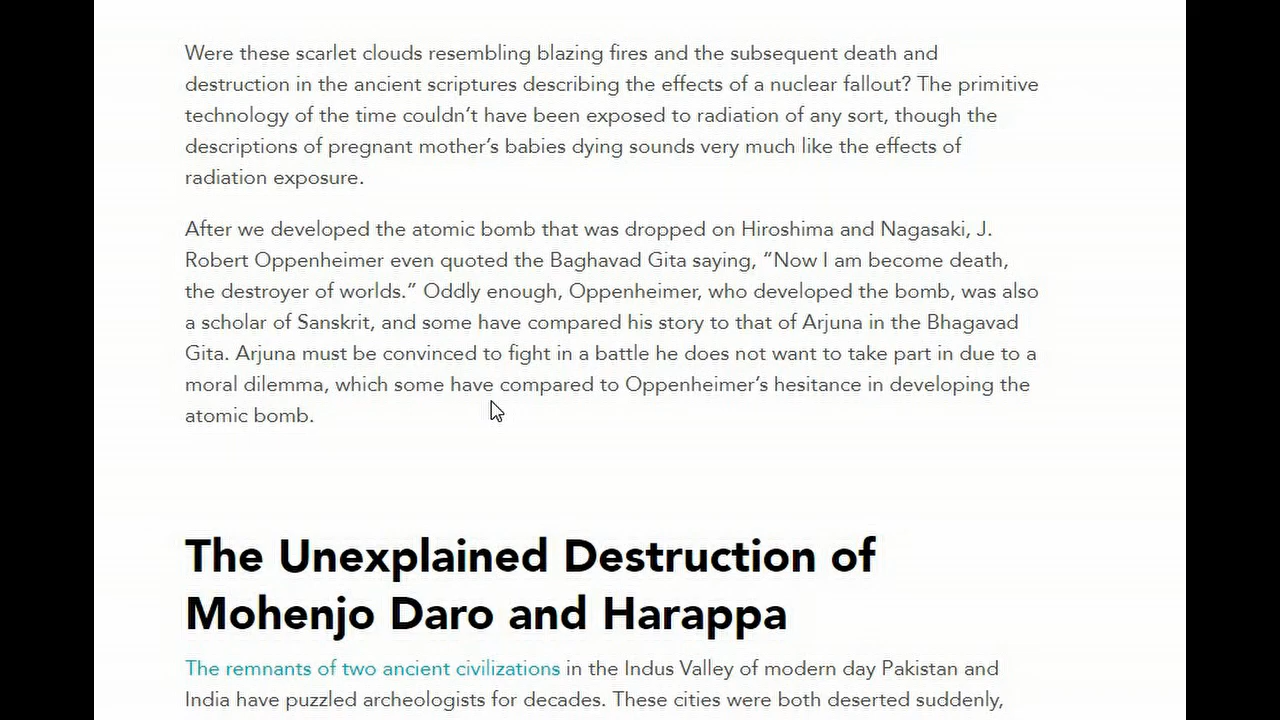 Were these scarlet clouds resembling blazing fires and the subsequent death and
destruction in the ancient scriptures describing the effects of a nuclear fallout? The primitive
technology of the time couldn’t have been exposed to radiation of any sort, though the
descriptions of pregnant mother’s babies dying sounds very much like the effects of
radiation exposure.
After we developed the atomic bomb that was dropped on Hiroshima and Nagasaki, J.
Robert Oppenheimer even quoted the Baghavad Gita saying, “Now I am become death,
the destroyer of worlds.” Oddly enough, Oppenheimer, who developed the bomb, was also
a scholar of Sanskrit, and some have compared his story to that of Arjuna in the Bhagavad
Gita. Arjuna must be convinced to fight in a battle he does not want to take part in due to a
moral dilemma, which some have compared to Oppenheimer’s hesitance in developing the
atomic bomb.
The Unexplained Destruction of
Mohenjo Daro and Harappa
The remnants of two ancient civilizations in the Indus Valley of modern day Pakistan and
India have puzzled archeologists for decades. These cities were both deserted suddenly,